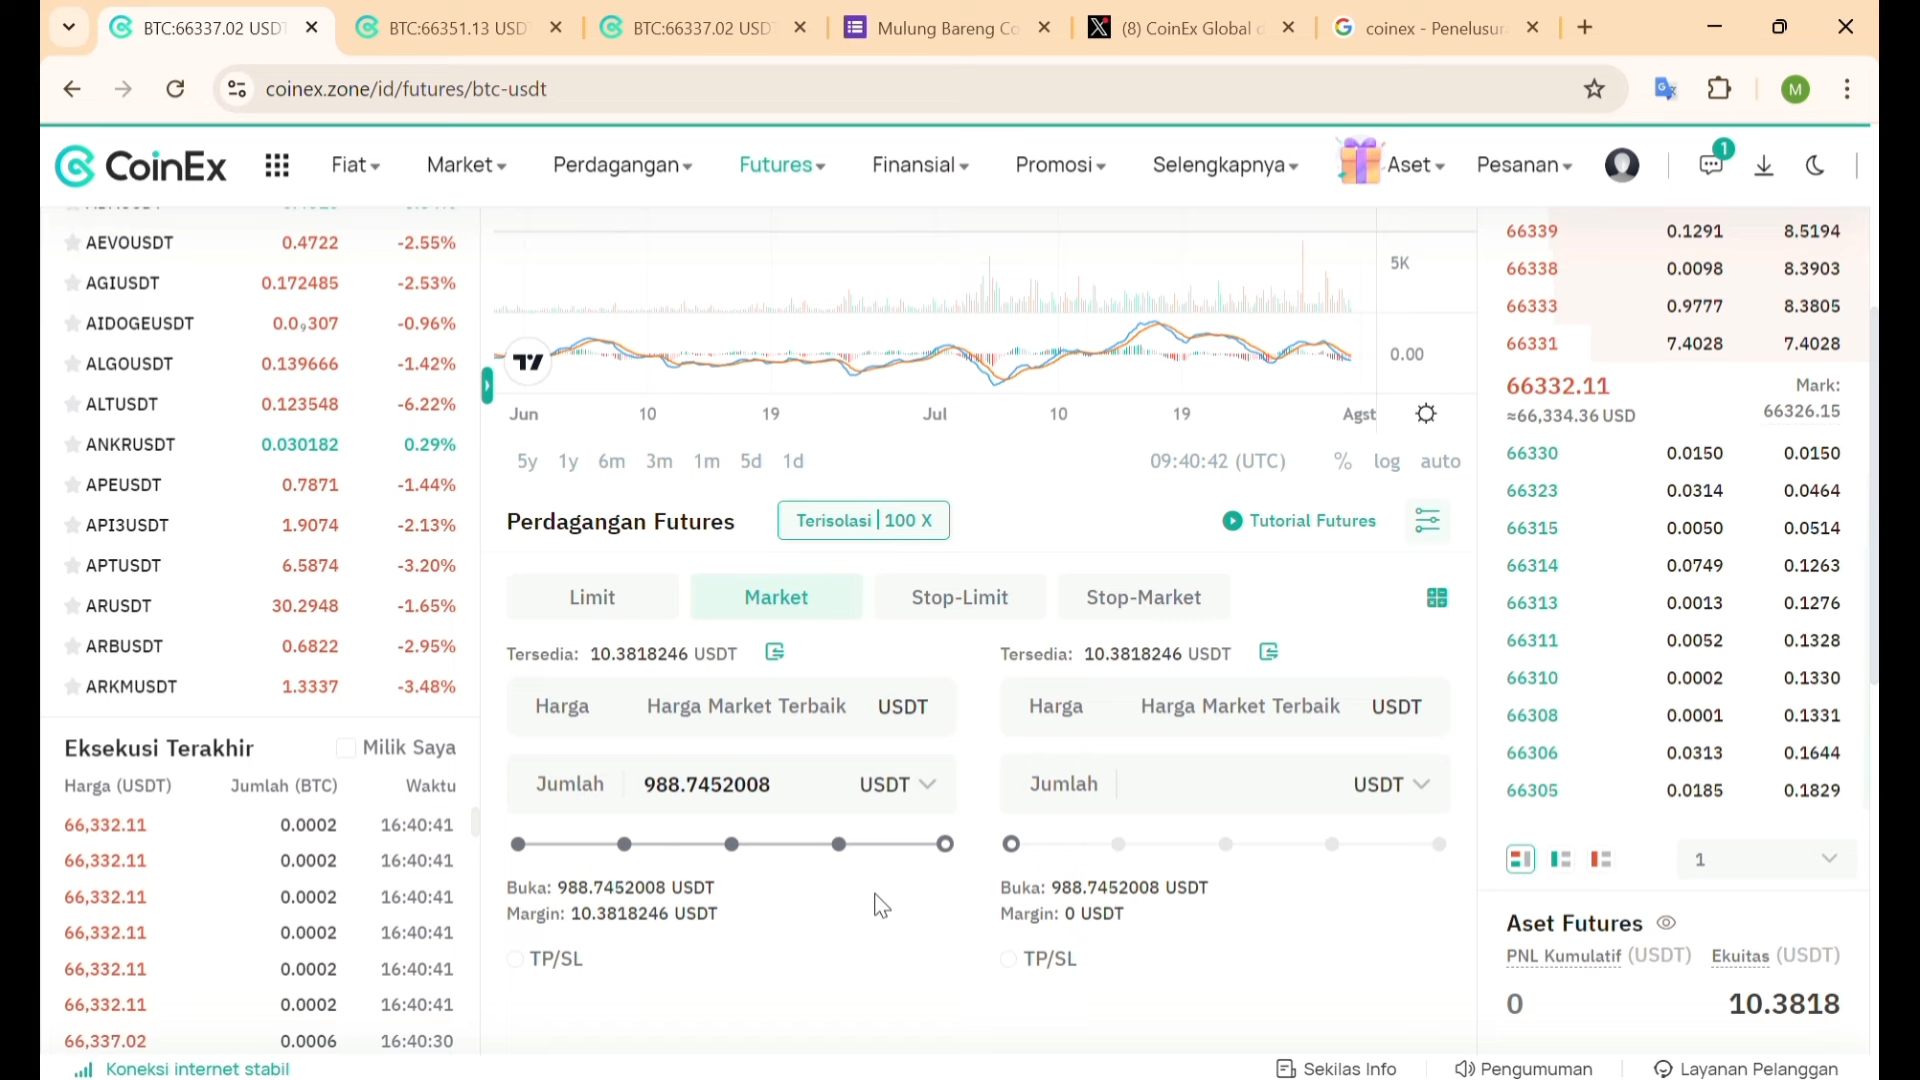 BTC:66337.02 USDT
BTC:66351.13 USD
BTC:66337.02 USD
Mulung Bareng Co
(8) CoinEx Global
coinex - Penelusur
coinex.zone/id/futures/btc-usdt
M
CoinEx
Fiat
Market
Perdagangan
Futures
Finansial
Promosi
Selengkapnya
Aset
Pesanan
1
AEVOUSDT 0.4722 -2.55%
AGIUSDT 0.172485 -2.53%
AIDOGEUSDT 0.0₉307 -0.96%
ALGOUSDT 0.139666 -1.42%
ALTUSDT 0.123548 -6.22%
ANKRUSDT 0.030182 0.29%
APEUSDT 0.7871 -1.44%
API3USDT 1.9074 -2.13%
APTUSDT 6.5874 -3.20%
ARUSDT 30.2948 -1.65%
ARBUSDT 0.6822 -2.95%
ARKMUSDT 1.3337 -3.48%
Eksekusi Terakhir Milik Saya
Harga (USDT) Jumlah (BTC) Waktu
66,332.11 0.0002 16:40:41
66,332.11 0.0002 16:40:41
66,332.11 0.0002 16:40:41
66,332.11 0.0002 16:40:41
66,332.11 0.0002 16:40:41
66,332.11 0.0002 16:40:41
66,337.02 0.0006 16:40:30
5K
0.00
Jun 10 19 Jul 10 19 Agst
5y 1y 6m 3m 1m 5d 1d 09:40:42 (UTC) % log auto
Perdagangan Futures Terisolasi 100 X Tutorial Futures
Limit Market Stop-Limit Stop-Market
Tersedia: 10.3818246 USDT
Harga Harga Market Terbaik USDT
Jumlah 988.7452008 USDT
Buka: 988.7452008 USDT
Margin: 10.3818246 USDT
TP/SL
Tersedia: 10.3818246 USDT
Harga Harga Market Terbaik USDT
Jumlah USDT
Buka: 988.7452008 USDT
Margin: 0 USDT
TP/SL
66339 0.1291 8.5194
66338 0.0098 8.3903
66333 0.9777 8.3805
66331 7.4028 7.4028
66332.11 Mark:
≈66,334.36 USD 66326.15
66330 0.0150 0.0150
66323 0.0314 0.0464
66315 0.0050 0.0514
66314 0.0749 0.1263
66313 0.0013 0.1276
66311 0.0052 0.1328
66310 0.0002 0.1330
66308 0.0001 0.1331
66306 0.0313 0.1644
66305 0.0185 0.1829
1
Aset Futures
PNL Kumulatif (USDT) Ekuitas (USDT)
0 10.3818
Koneksi internet stabil
Sekilas Info
Pengumuman
Layanan Pelanggan